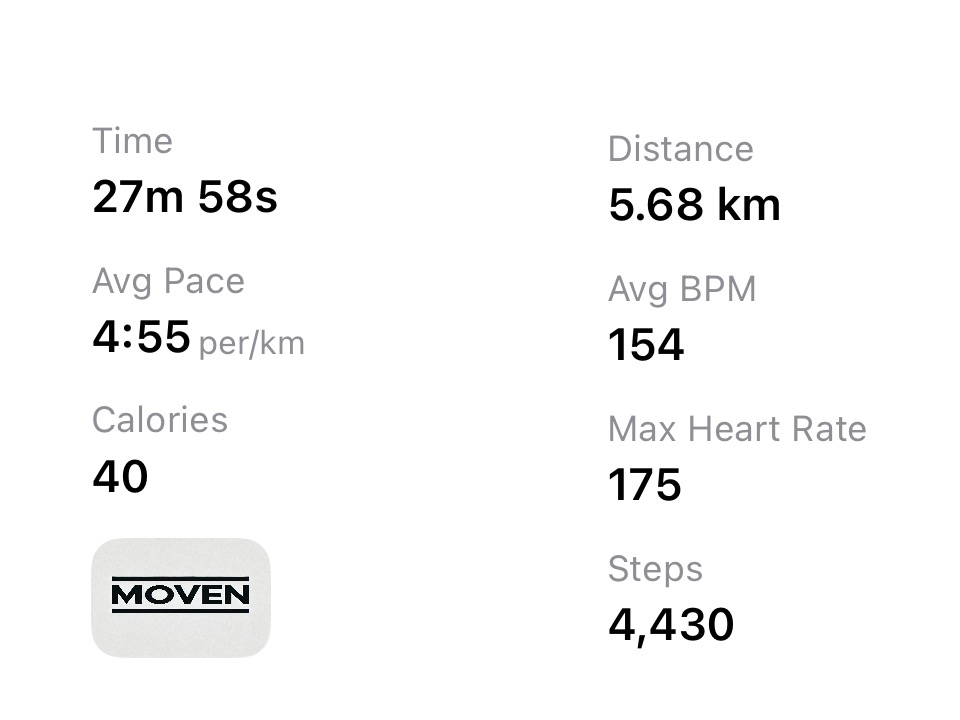 Time
27m 58s
Distance
5.68 km
Avg Pace
4:55 per/km
Avg BPM
154
Calories
40
Max Heart Rate
175
MOVEN
Steps
4,430